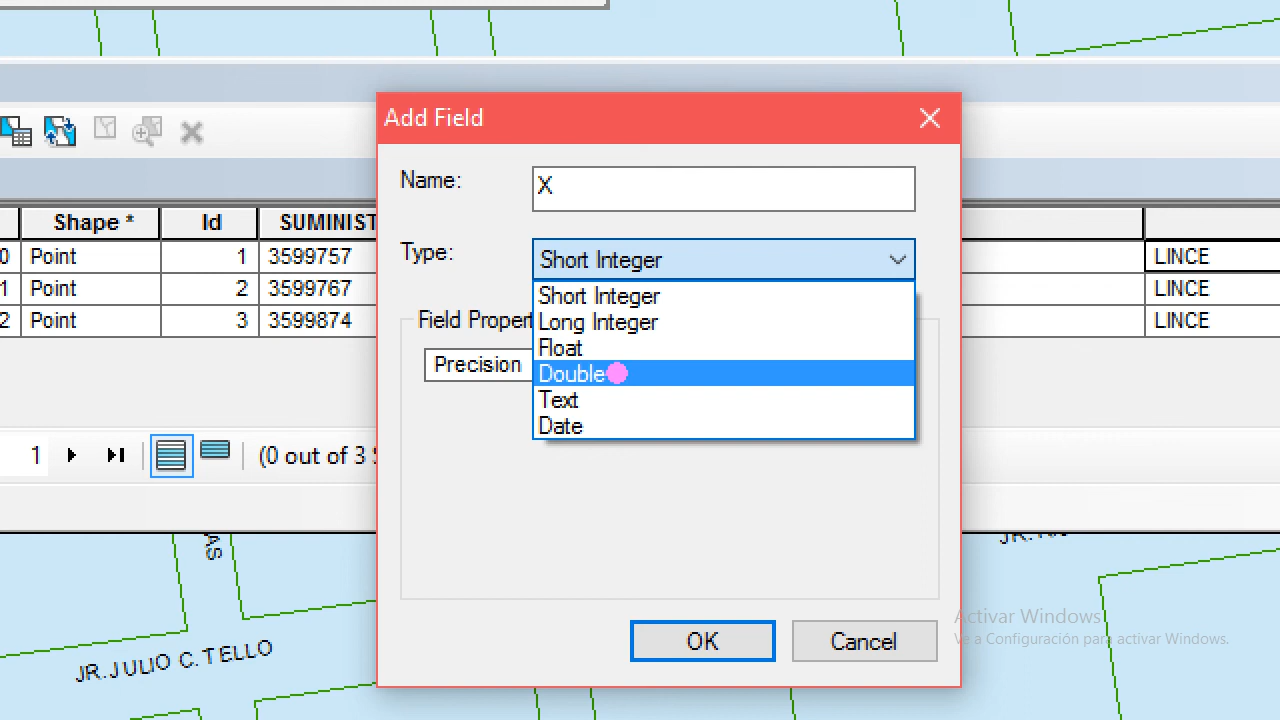 Add Field
Name:
X
Type:
Short Integer
Short Integer
Long Integer
Float
Double
Text
Date
Field Propert
Precision
OK
Cancel
Shape *
Id
SUMINIST
0
Point
1
3599757
LINCE
1
Point
2
3599767
LINCE
2
Point
3
3599874
LINCE
1
(0 out of 3 S
AS
JR.JULIO C.TELLO
Activar Windows
Ve a Configuración para activar Windows.